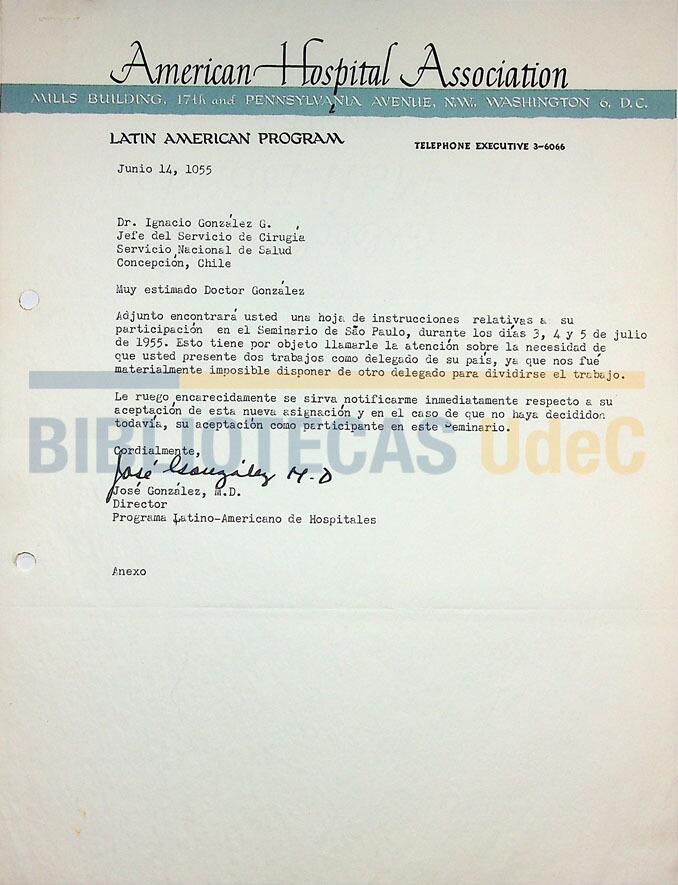 American Hospital Association
MILLS BUILDING, 17th and PENNSYLVANIA AVENUE, N.W. WASHINGTON 6, D.C.
LATIN AMERICAN PROGRAM
TELEPHONE EXECUTIVE 3-6066
Junio 14, 1055
Dr. Ignacio González G.
Jefe del Servicio de Cirugía
Servicio Nacional de Salud
Concepción, Chile
Muy estimado Doctor González
Adjunto encontrará usted una hoja de instrucciones relativas a su
participación en el Seminario de São Paulo, durante los días 3, 4 y 5 de julio
de 1955. Esto tiene por objeto llamarle la atención sobre la necesidad de
que usted presente dos trabajos como delegado de su país, ya que nos fué
materialmente imposible disponer de otro delegado para dividirse el trabajo.
Le ruego encarecidamente se sirva notificarme inmediatamente respecto a su
aceptación de esta nueva asignación y en el caso de que no haya decididon
todavía, su aceptación como participante en este Seminario.
BIBLIOTECAS UdeC
Cordialmente,
José González M.D
José González, M.D.
Director
Programa Latino-Americano de Hospitales
Anexo